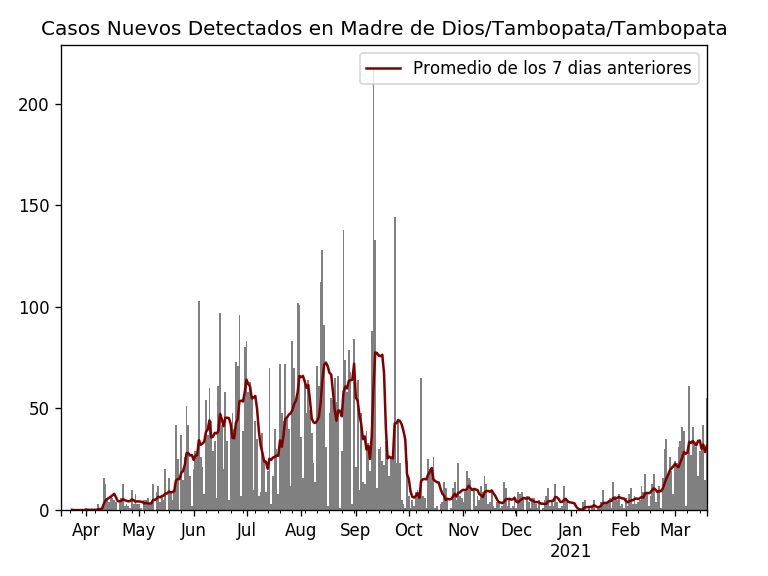 Casos Nuevos Detectados en Madre de Dios/Tambopata/Tambopata
Promedio de los 7 dias anteriores
200
150
100
50
0
Apr May Jun Jul Aug Sep Oct Nov Dec Jan Feb Mar
2021